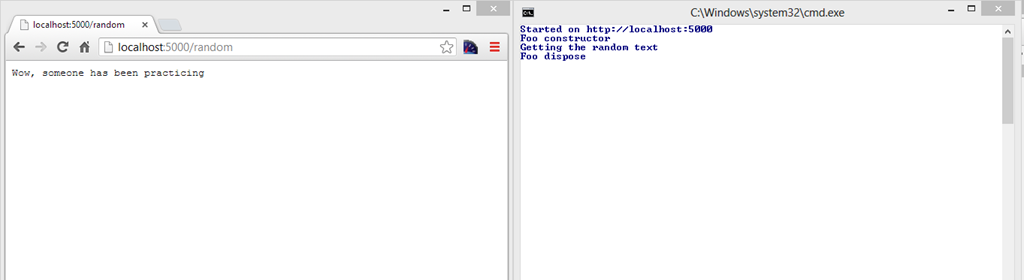 localhost:5000/random
localhost:5000/random
Wow, someone has been practicing
C:\Windows\system32\cmd.exe
Started on http://localhost:5000
Foo constructor
Getting the random text
Foo dispose